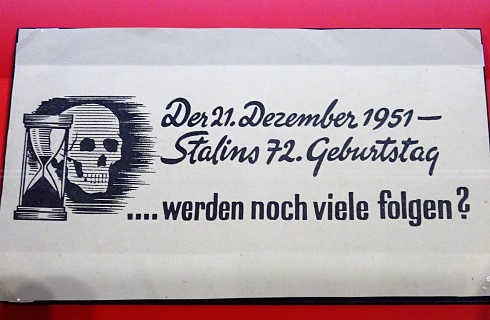 Der 21. Dezember 1951 –
Stalins 72. Geburtstag
.... werden noch viele folgen?